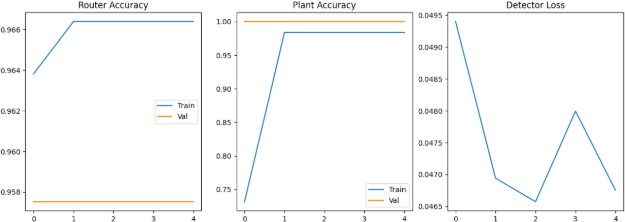 Router Accuracy
0.966
0.964
0.962
0.960
0.958
Train
Val
0 1 2 3 4
Plant Accuracy
1.00
0.95
0.90
0.85
0.80
0.75
Train
Val
0 1 2 3 4
Detector Loss
0.0495
0.0490
0.0485
0.0480
0.0475
0.0470
0.0465
0 1 2 3 4